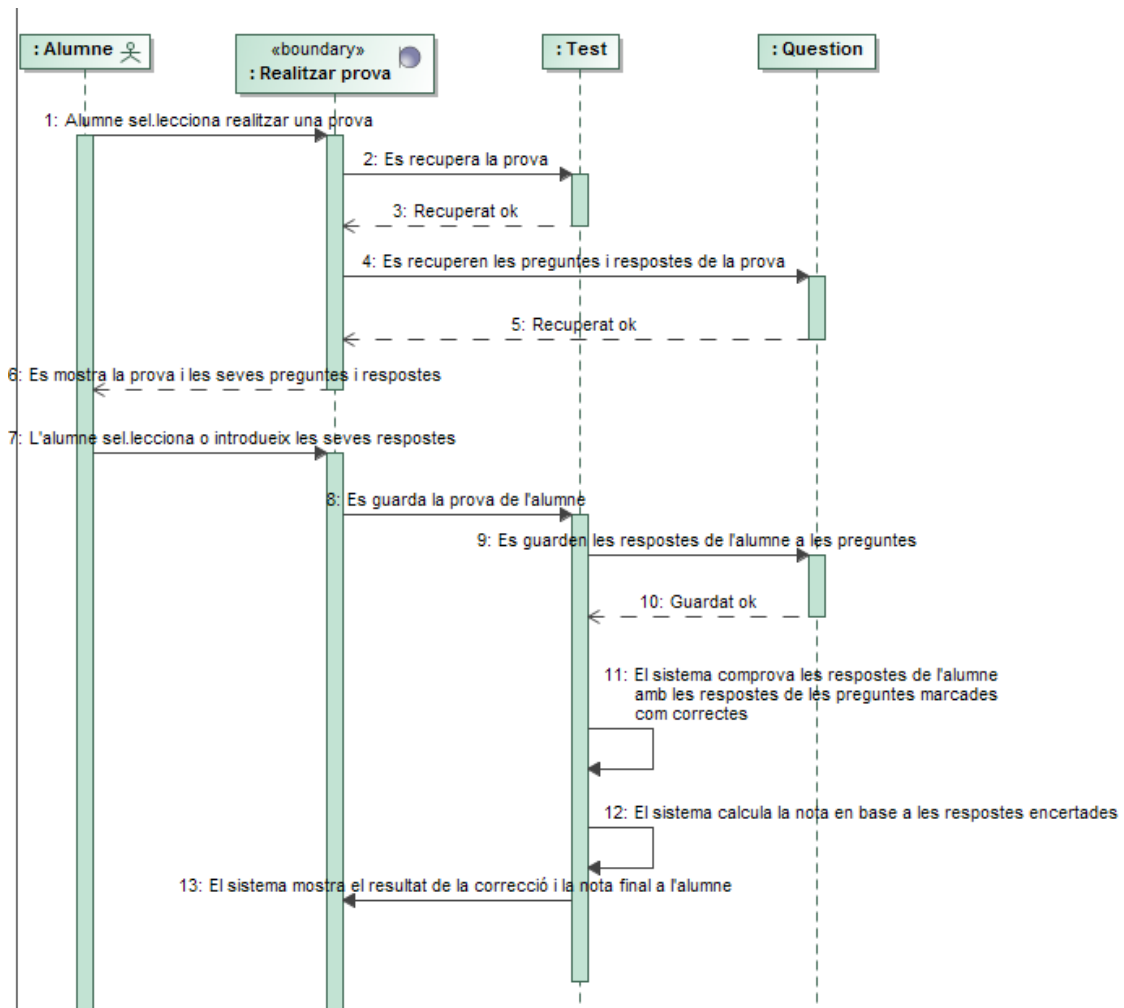 : Alumne
«boundary»
: Realitzar prova
: Test
: Question
1: Alumne sel.lecciona realitzar una prova
2: Es recupera la prova
3: Recuperat ok
4: Es recuperen les preguntes i respostes de la prova
5: Recuperat ok
6: Es mostra la prova i les seves preguntes i respostes
7: L'alumne sel.lecciona o introdueix les seves respostes
8: Es guarda la prova de l'alumne
9: Es guarden les respostes de l'alumne a les preguntes
10: Guardat ok
11: El sistema comprova les respostes de l'alumne
amb les respostes de les preguntes marcades
com correctes
12: El sistema calcula la nota en base a les respostes encertades
13: El sistema mostra el resultat de la correcció i la nota final a l'alumne